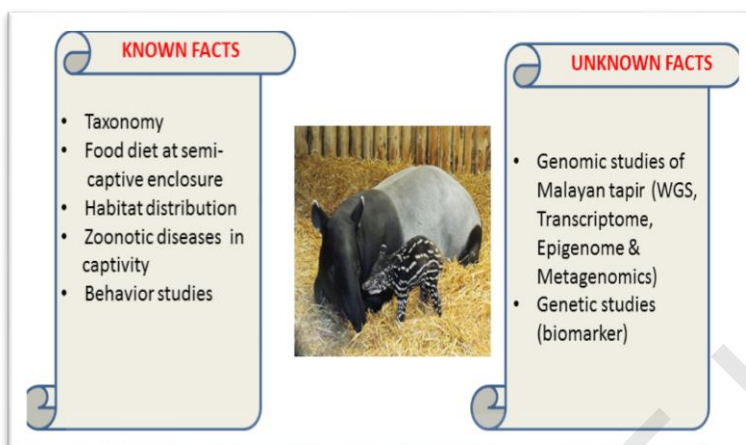 KNOWN FACTS
• Taxonomy
• Food diet at semi-
captive enclosure
• Habitat distribution
• Zoonotic diseases in
captivity
• Behavior studies
UNKNOWN FACTS
• Genomic studies of
Malayan tapir (WGS,
Transcriptome,
Epigenome &
Metagenomics)
• Genetic studies
(biomarker)